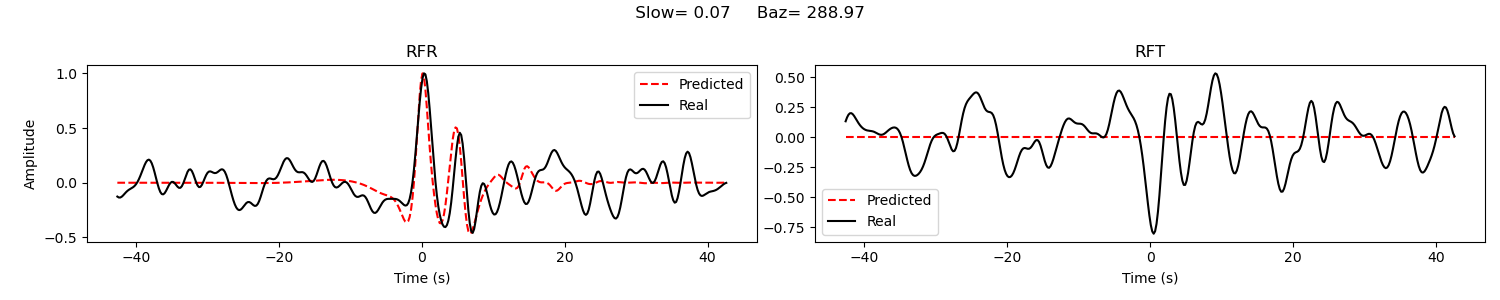 Slow= 0.07 Baz= 288.97
RFR
RFT
1.0
0.5
0.0
−0.5
Amplitude
Predicted
Real
−40
−20
0
20
40
Time (s)
0.50
0.25
0.00
−0.25
−0.50
−0.75
Predicted
Real
−40
−20
0
20
40
Time (s)